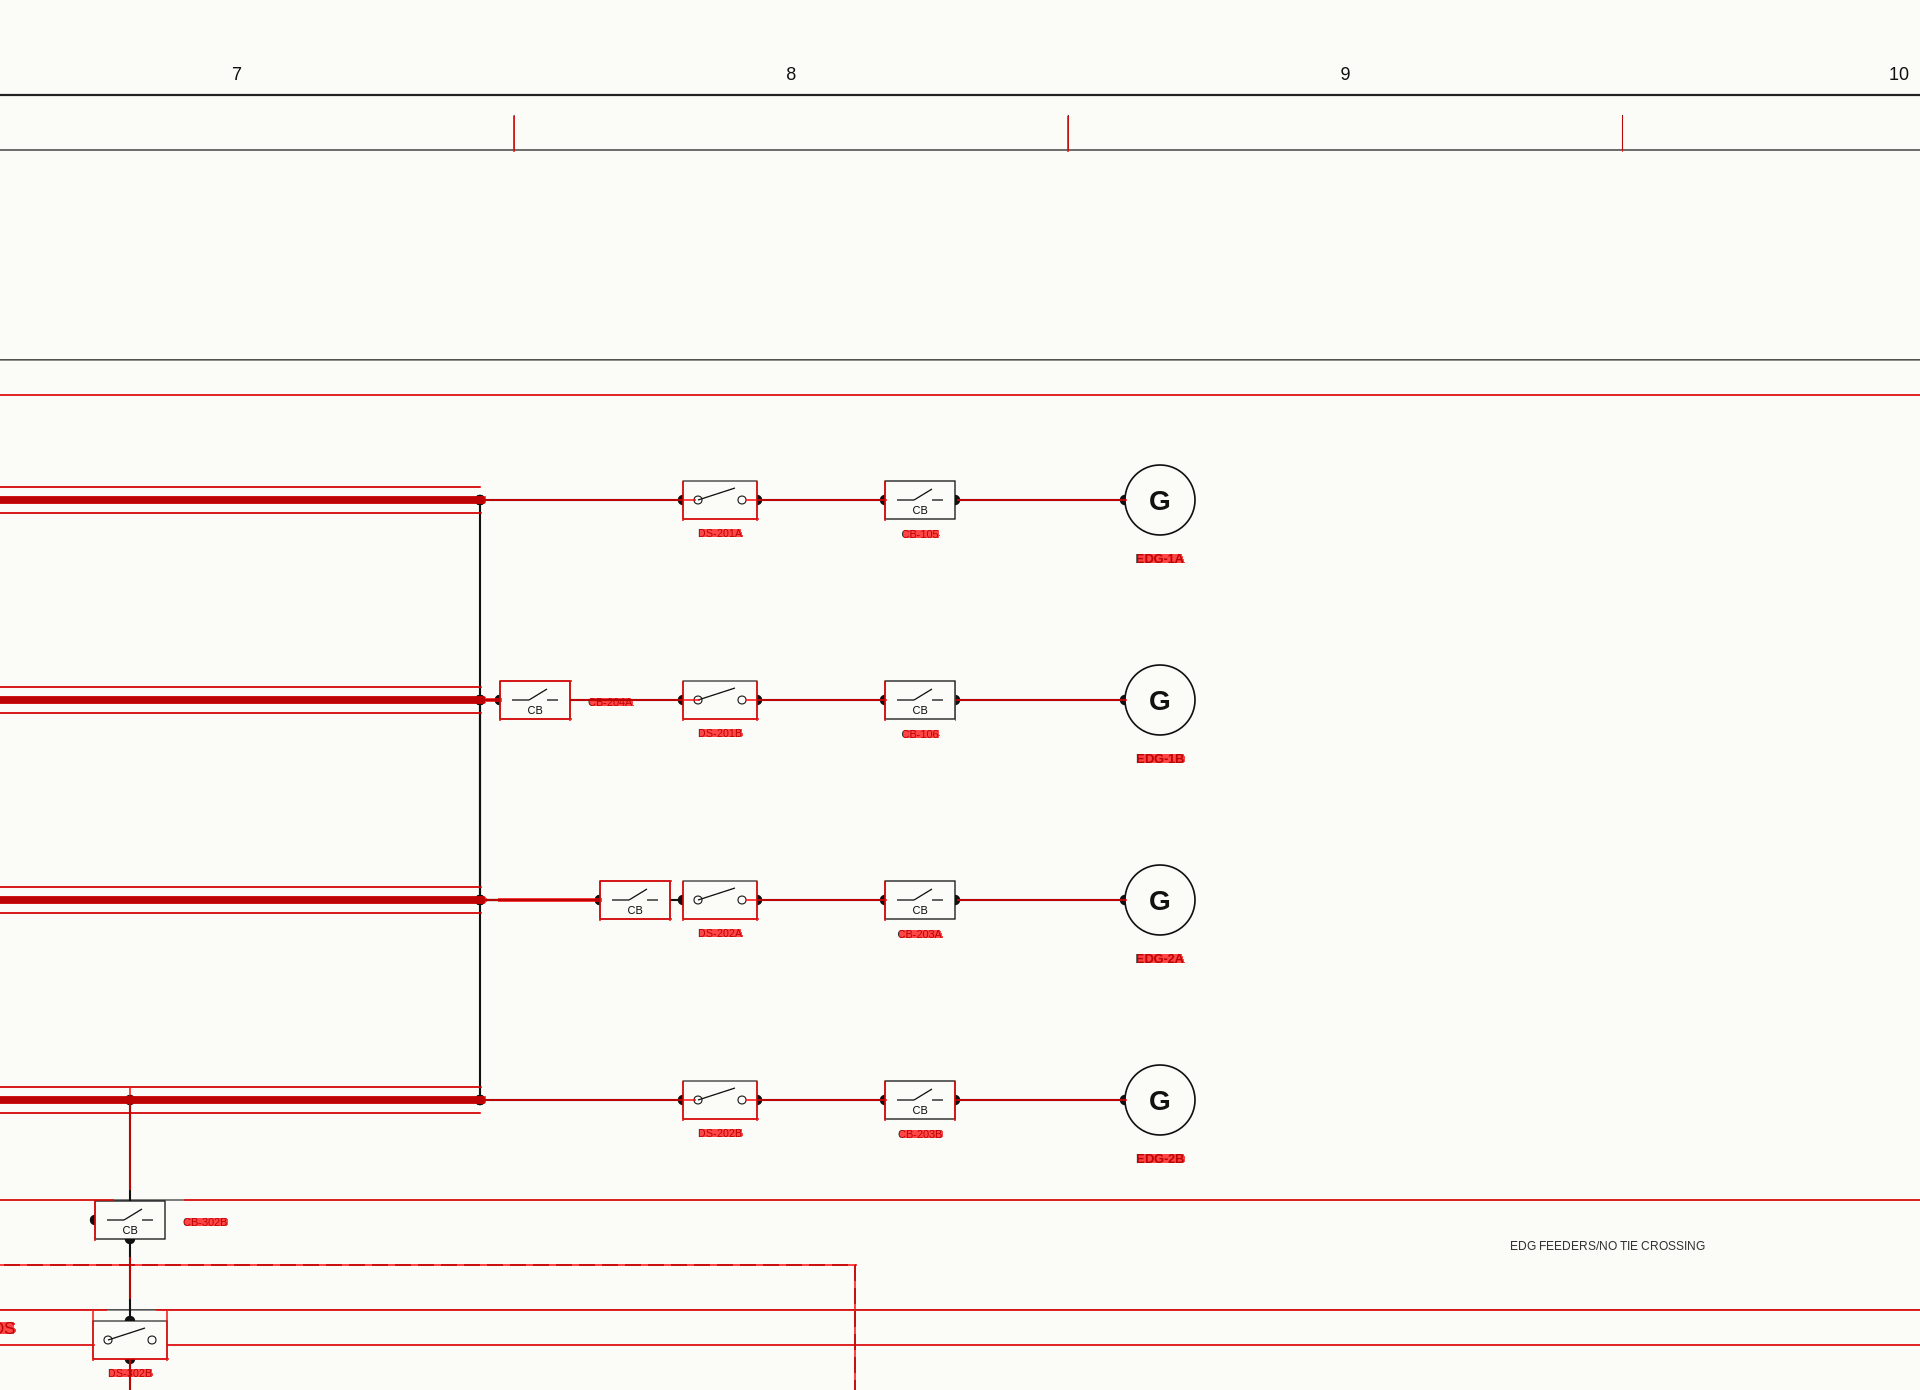 7 8 9 10
G
CB
DS-201A CB-105
EDG-1A
G
CB CB-204A CB
DS-201B CB-106
EDG-1B
G
CB CB
DS-202A CB-203A
EDG-2A
G
CB
DS-202B CB-203B
EDG-2B
CB CB-302B
EDG FEEDERS/NO TIE CROSSING
DS-302B